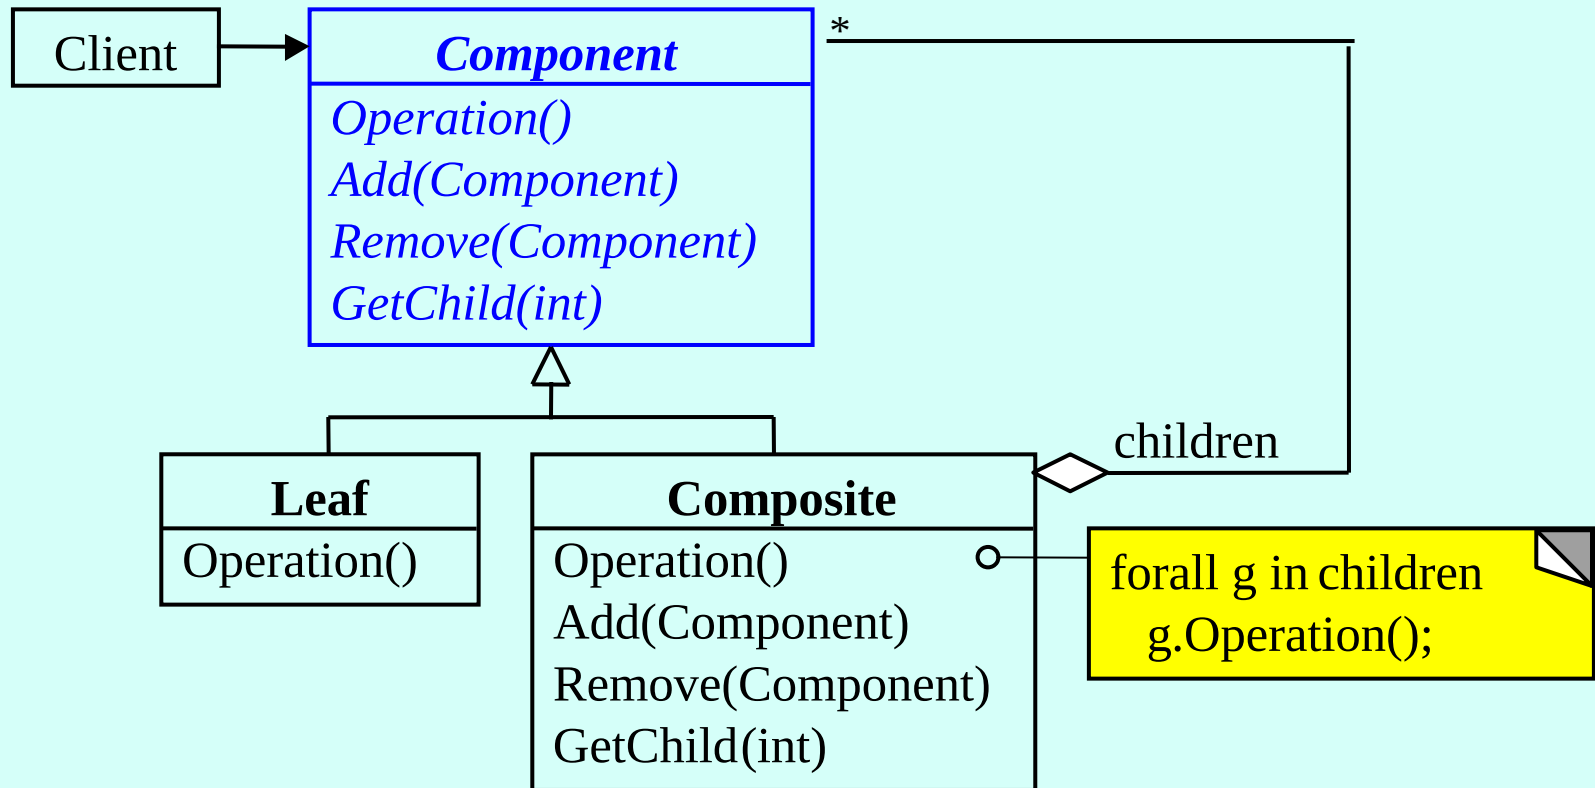 Client
Component
*
Operation()
Add(Component)
Remove(Component)
GetChild(int)
children
Leaf
Operation()
Composite
Operation()
Add(Component)
Remove(Component)
GetChild(int)
forall g in children
g.Operation();